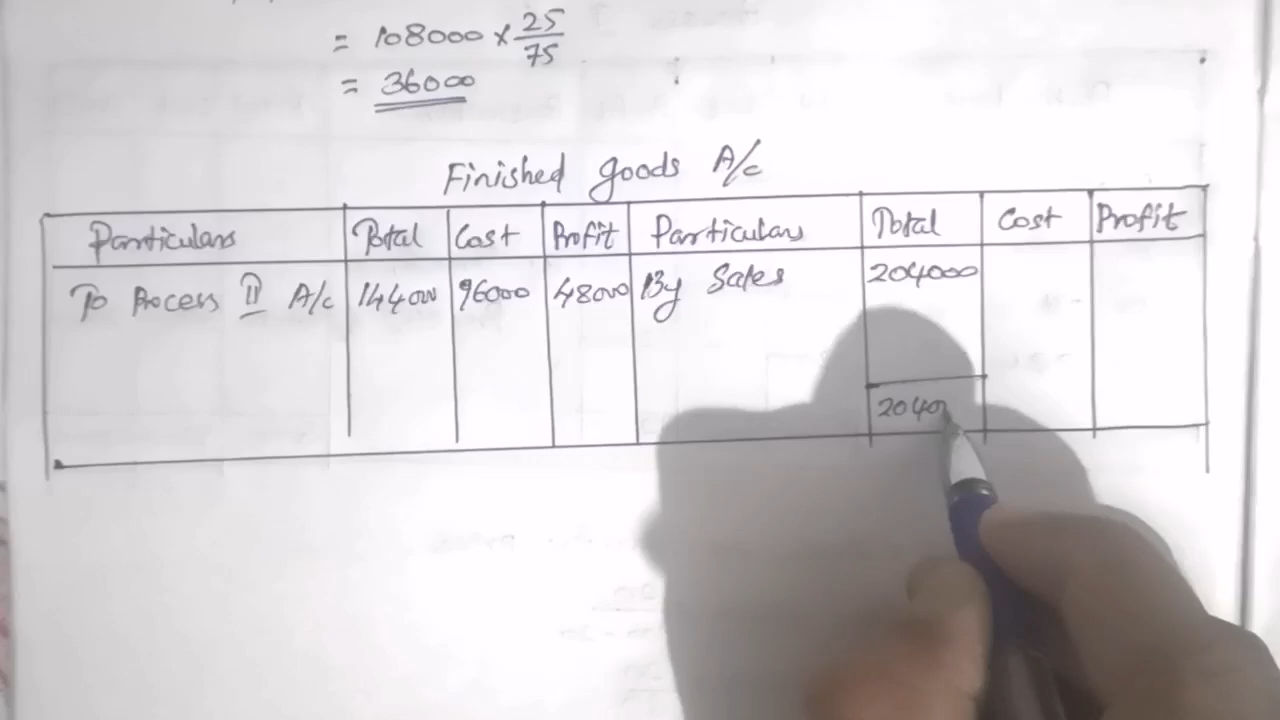 = 108000 × 25/75
= 36000
Finished goods A/c
Particulars Total Cost Profit Particulars Total Cost Profit
To Process II A/c 144000 96000 48000 By Sales 204000
2040